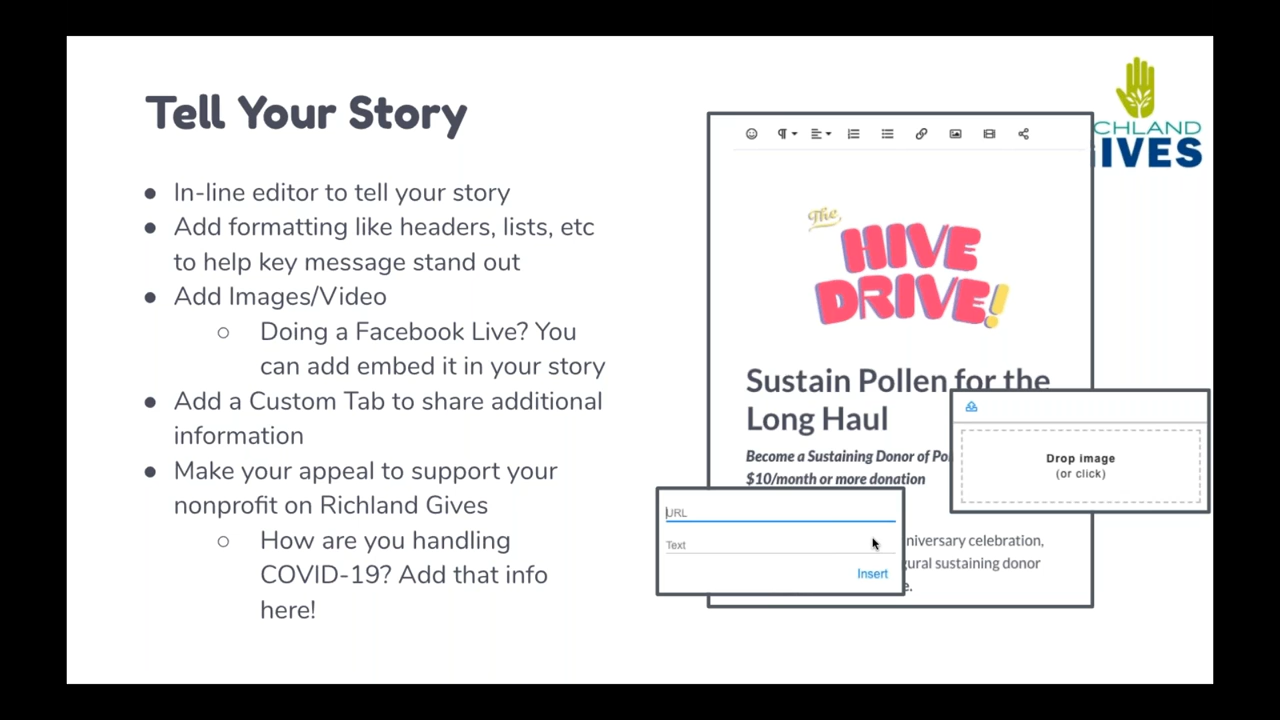 Tell Your Story
● In-line editor to tell your story
● Add formatting like headers, lists, etc
to help key message stand out
● Add Images/Video
○ Doing a Facebook Live? You
can add embed it in your story
● Add a Custom Tab to share additional
information
● Make your appeal to support your
nonprofit on Richland Gives
○ How are you handling
COVID-19? Add that info
here!
CHLAND
IVES
The
HIVE
DRIVE!
Sustain Pollen for the
Long Haul
Become a Sustaining Donor of
$10/month or more donation
Drop image
(or click)
URL
Text
Insert
niversary celebration,
gural sustaining donor
e.